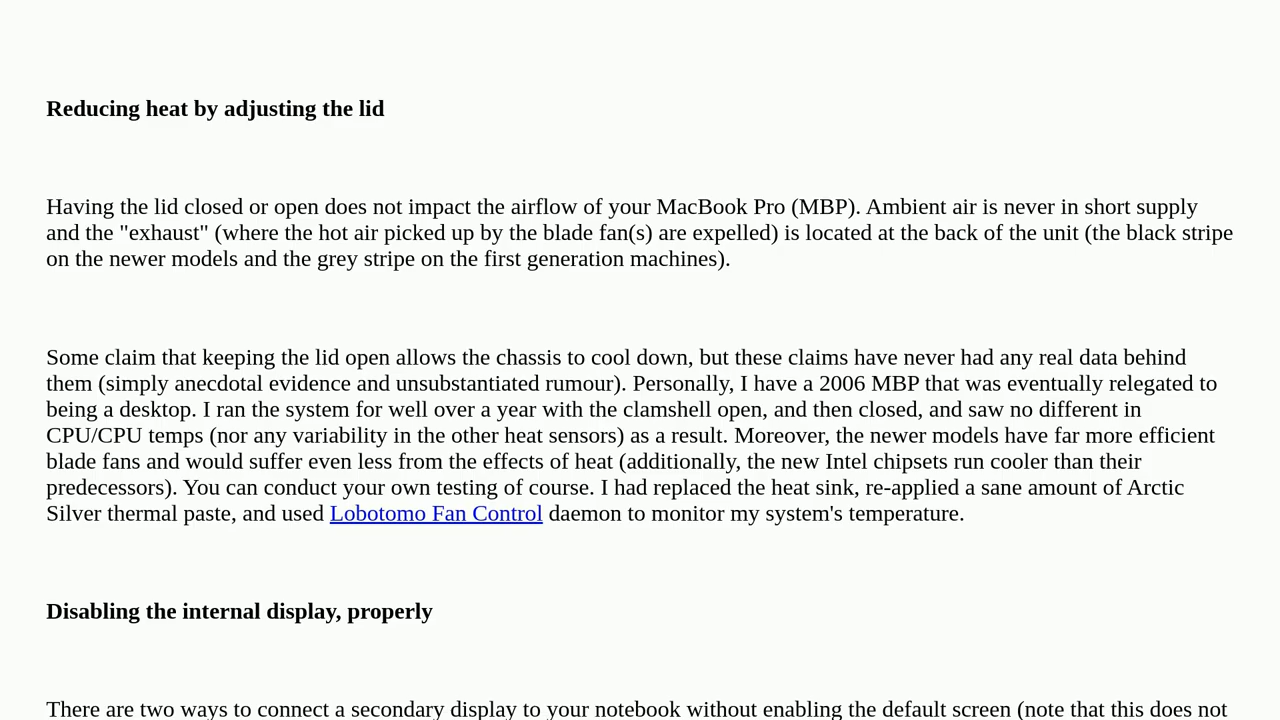 Reducing heat by adjusting the lid
Having the lid closed or open does not impact the airflow of your MacBook Pro (MBP). Ambient air is never in short supply
and the "exhaust" (where the hot air picked up by the blade fan(s) are expelled) is located at the back of the unit (the black stripe
on the newer models and the grey stripe on the first generation machines).
Some claim that keeping the lid open allows the chassis to cool down, but these claims have never had any real data behind
them (simply anecdotal evidence and unsubstantiated rumour). Personally, I have a 2006 MBP that was eventually relegated to
being a desktop. I ran the system for well over a year with the clamshell open, and then closed, and saw no different in
CPU/CPU temps (nor any variability in the other heat sensors) as a result. Moreover, the newer models have far more efficient
blade fans and would suffer even less from the effects of heat (additionally, the new Intel chipsets run cooler than their
predecessors). You can conduct your own testing of course. I had replaced the heat sink, re-applied a sane amount of Arctic
Silver thermal paste, and used Lobotomo Fan Control daemon to monitor my system's temperature.
Disabling the internal display, properly
There are two ways to connect a secondary display to your notebook without enabling the default screen (note that this does not